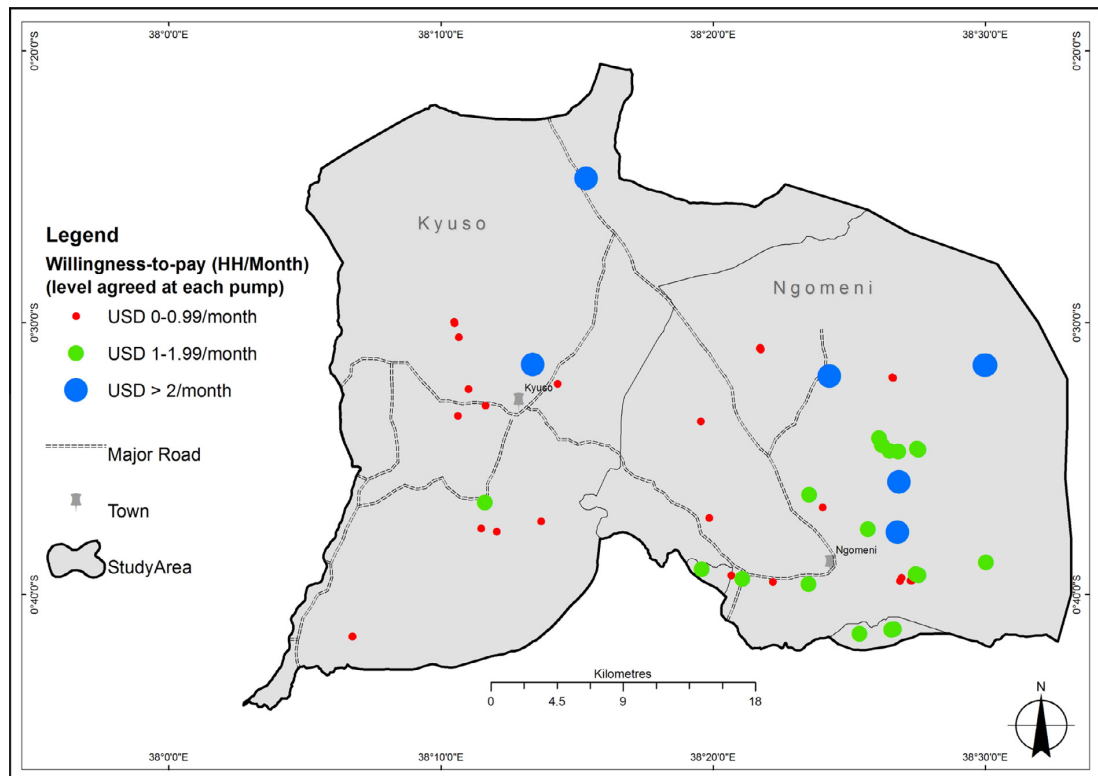 38°0'0"E 38°10'0"E 38°20'0"E 38°30'0"E
0°20'0"S 0°20'0"S
Kyuso
Legend
Willingness-to-pay (HH/Month)
(level agreed at each pump)
Ngomeni
USD 0-0.99/month
0°30'0"S 0°30'0"S
USD 1-1.99/month
USD > 2/month
Kyuso
Major Road
Town
Ngomeni
StudyArea
0°40'0"S 0°40'0"S
Kilometres
0 4.5 9 18
N
38°0'0"E 38°10'0"E 38°20'0"E 38°30'0"E